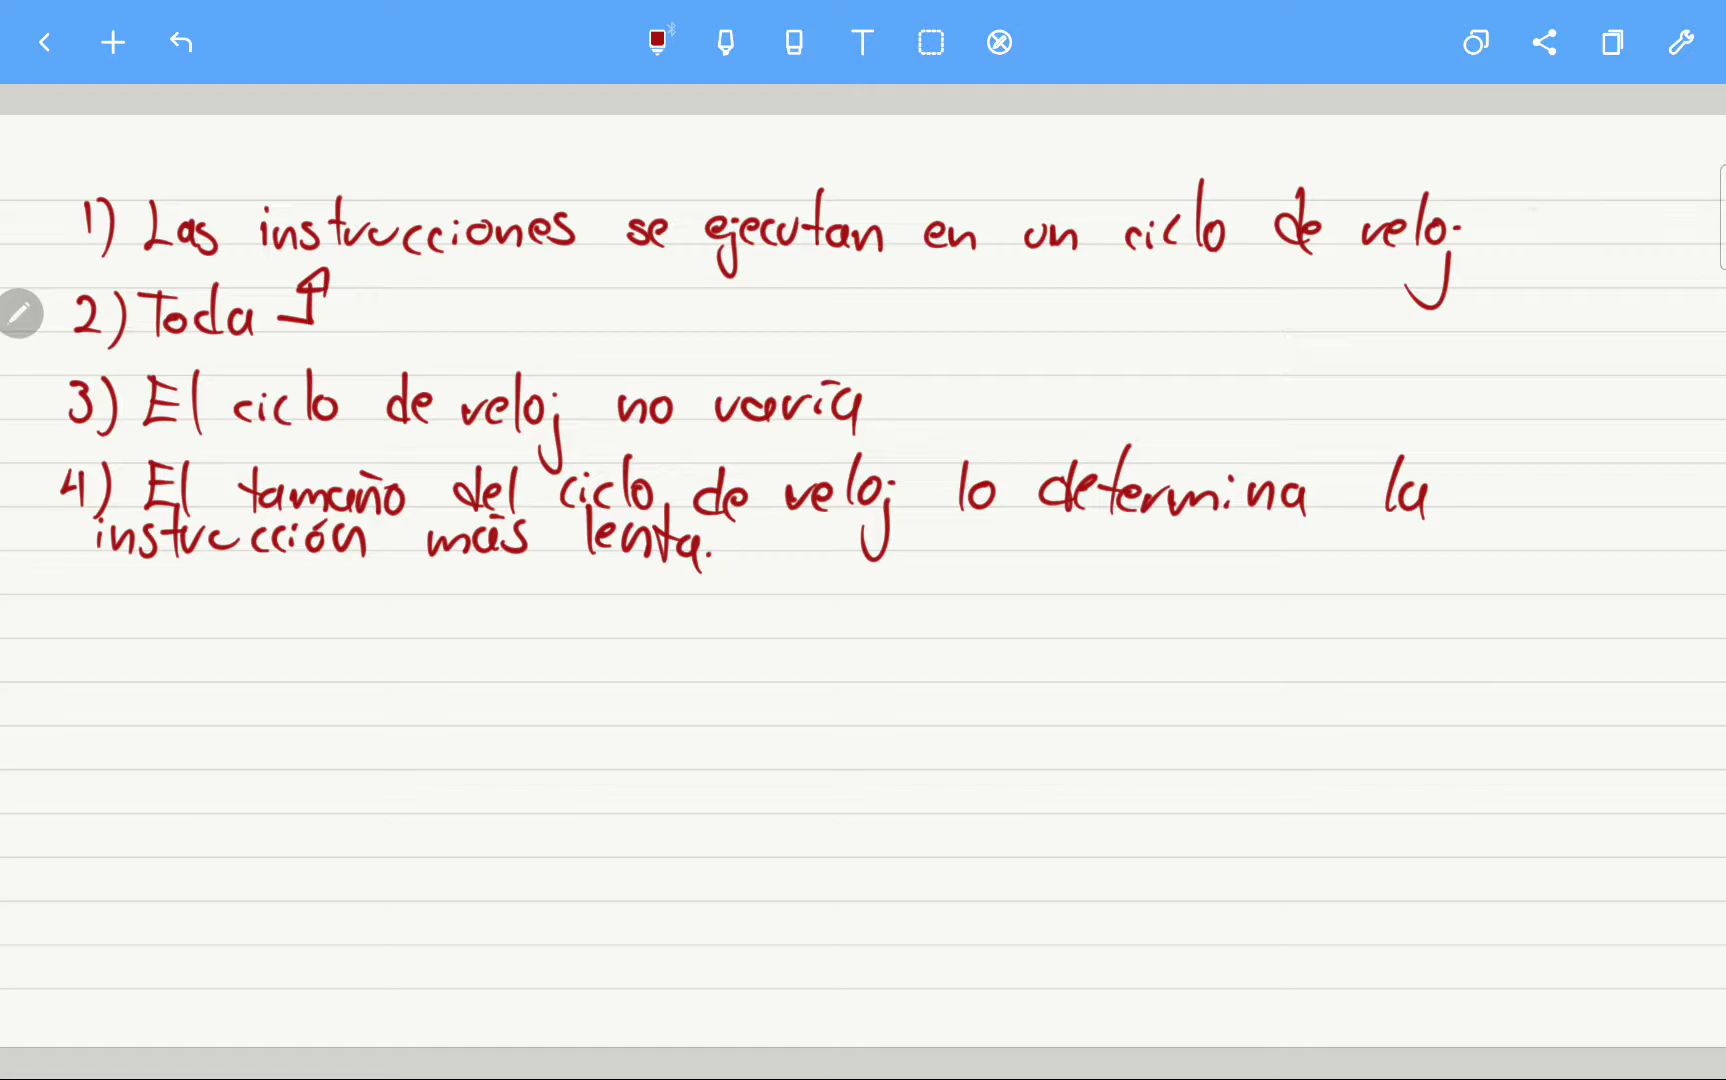 1) Las instrucciones se ejecutan en un ciclo de reloj
2) Toda ↑
3) El ciclo de reloj no varía
4) El tamaño del ciclo de reloj lo determina la
instrucción más lenta.